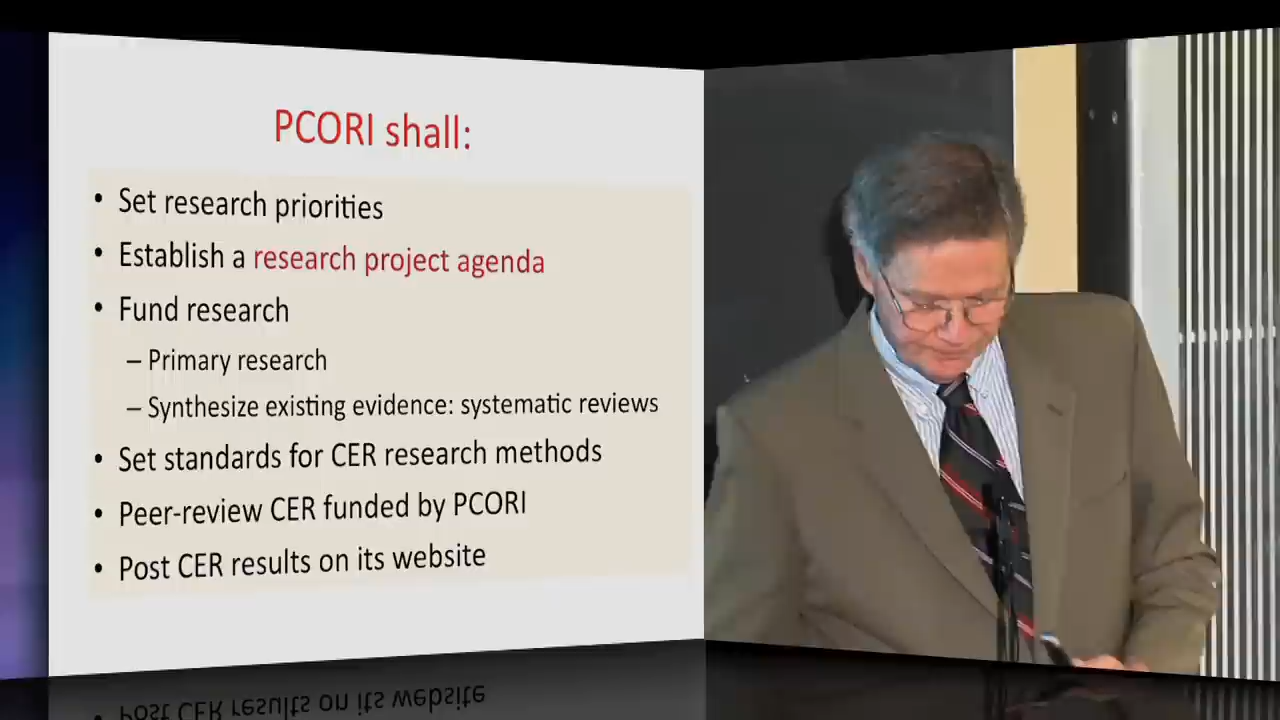 PCORI shall:
• Set research priorities
• Establish a research project agenda
• Fund research
– Primary research
– Synthesize existing evidence: systematic reviews
• Set standards for CER research methods
• Peer-review CER funded by PCORI
• Post CER results on its website